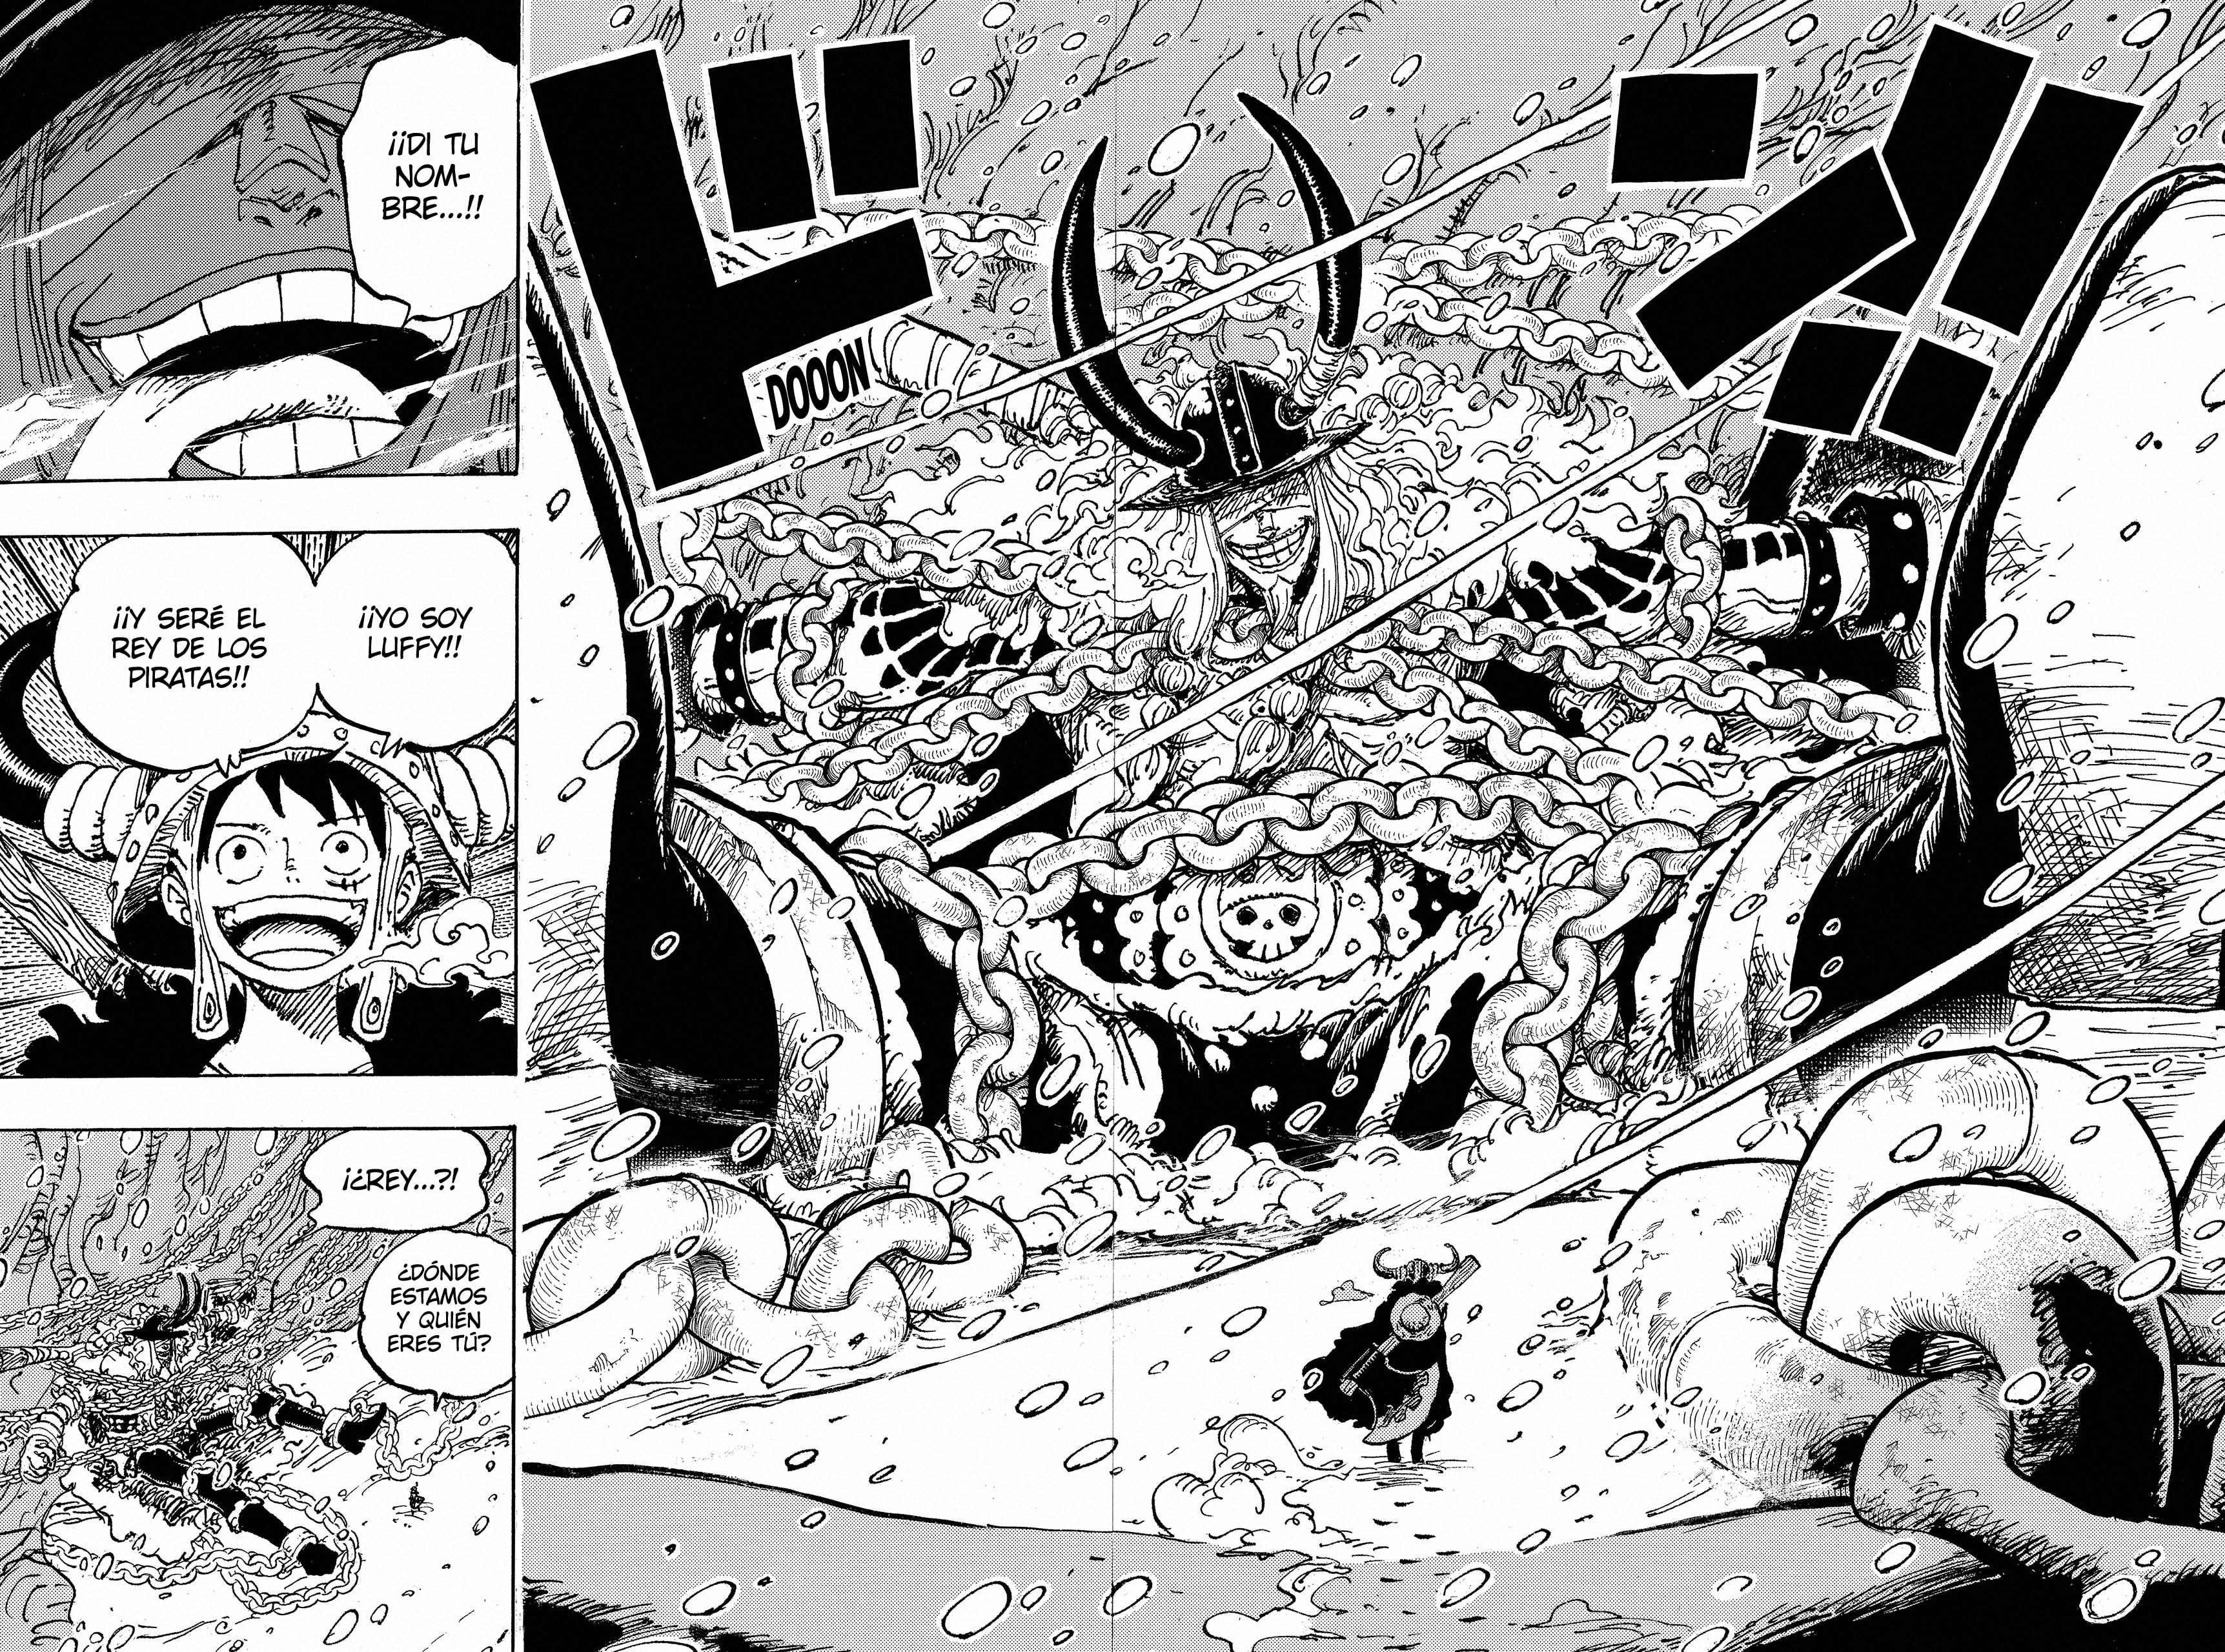 ドン!!
DOOON
¡¡DI TU
NOM-
BRE...!!
¡¡YO SOY
LUFFY!!
¡¡Y SERÉ EL
REY DE LOS
PIRATAS!!
¡¿REY...?!
¿DÓNDE
ESTAMOS
Y QUIÉN
ERES TÚ?